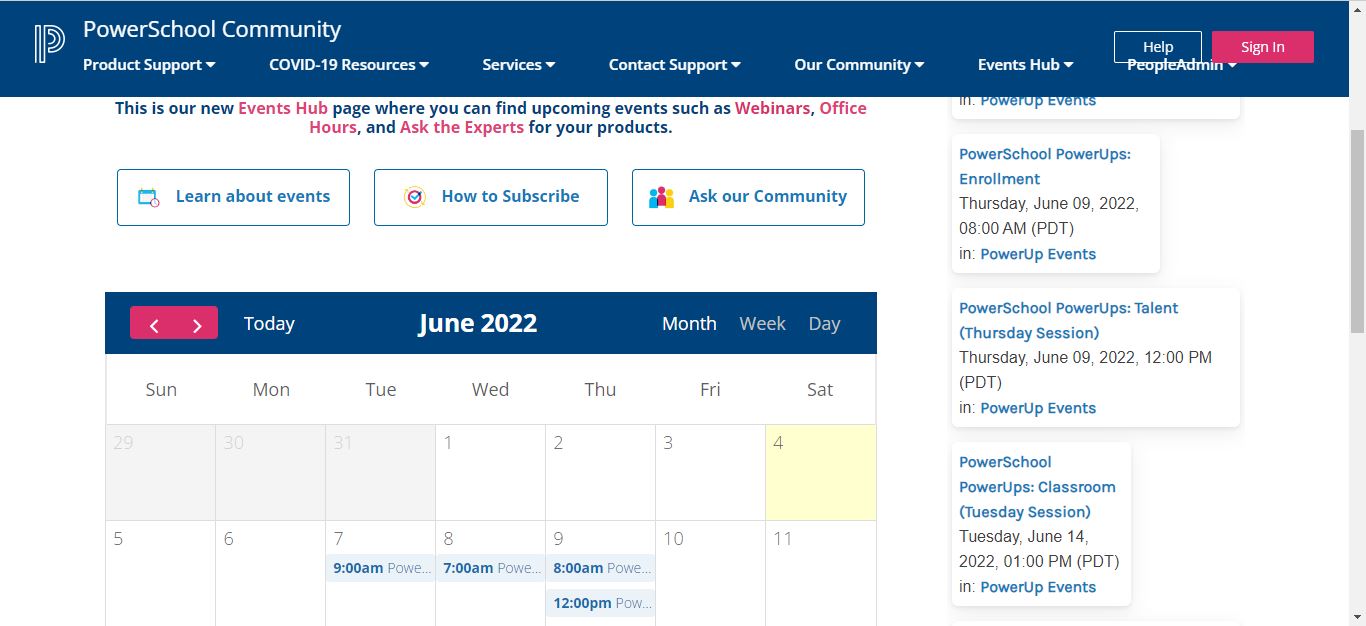 PowerSchool Community
Help
Sign In
Product Support
COVID-19 Resources
Services
Contact Support
Our Community
Events Hub
PeopleAdmin
This is our new Events Hub page where you can find upcoming events such as Webinars, Office
Hours, and Ask the Experts for your products.
Learn about events
How to Subscribe
Ask our Community
Today
June 2022
Month
Week
Day
Sun Mon Tue Wed Thu Fri Sat
29 30 31 1 2 3 4
5 6 7 8 9 10 11
9:00am Powe...
7:00am Powe...
8:00am Powe...
12:00pm Pow...
in: PowerUp Events
PowerSchool PowerUps:
Enrollment
Thursday, June 09, 2022,
08:00 AM (PDT)
in: PowerUp Events
PowerSchool PowerUps: Talent
(Thursday Session)
Thursday, June 09, 2022, 12:00 PM
(PDT)
in: PowerUp Events
PowerSchool
PowerUps: Classroom
(Tuesday Session)
Tuesday, June 14,
2022, 01:00 PM (PDT)
in: PowerUp Events